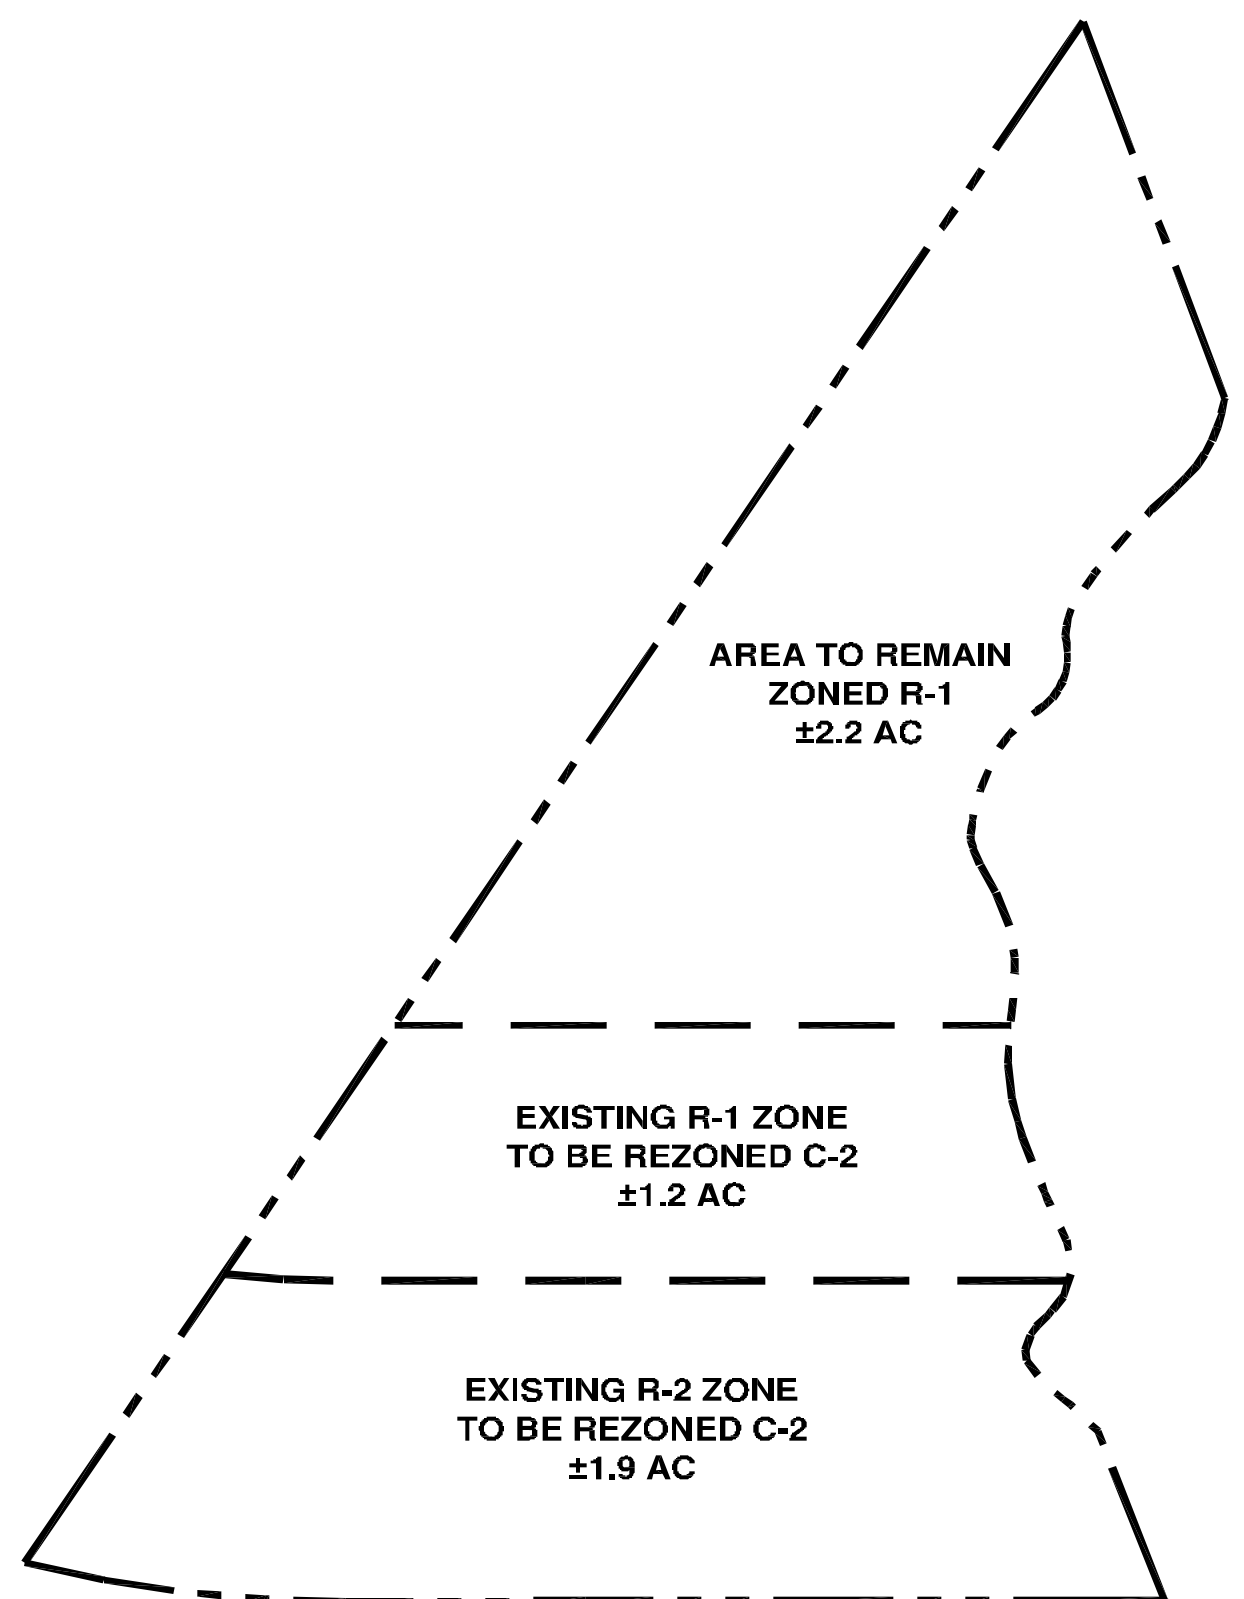 AREA TO REMAIN
ZONED R-1
±2.2 AC
EXISTING R-1 ZONE
TO BE REZONED C-2
±1.2 AC
EXISTING R-2 ZONE
TO BE REZONED C-2
±1.9 AC